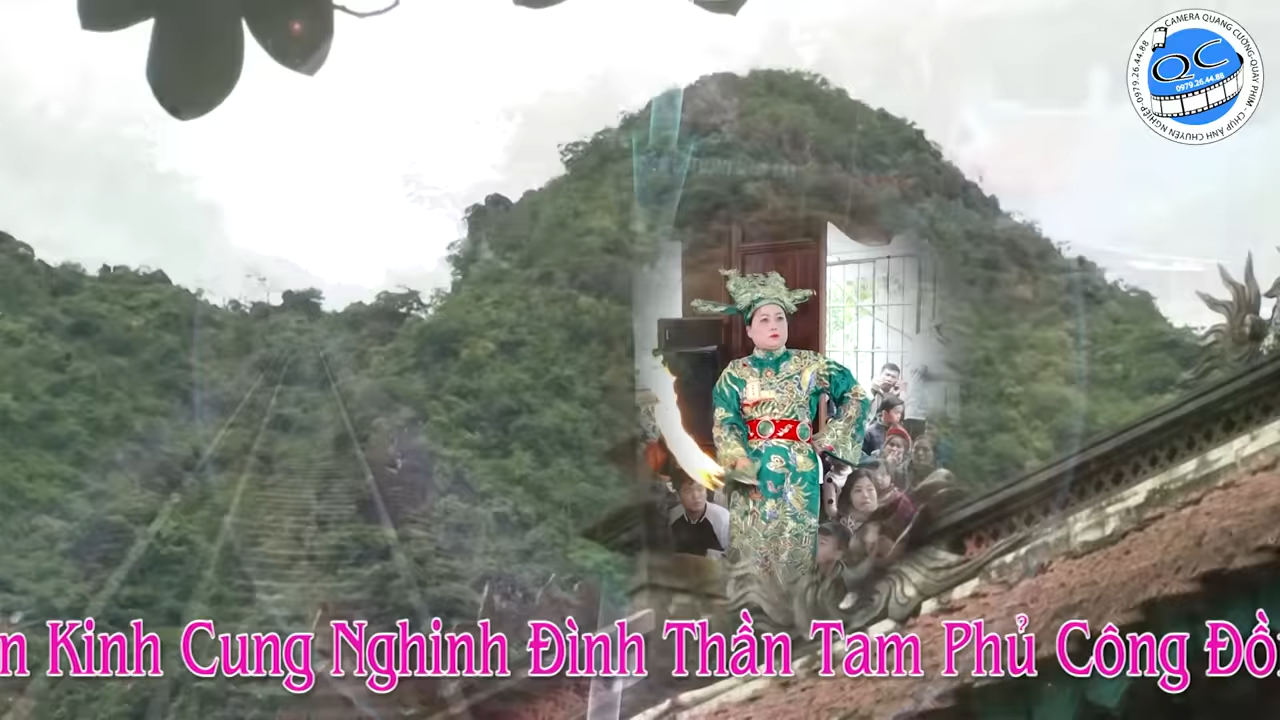 CAMERA QUANG CƯỜNG-QUAY PHIM - CHỤP ẢNH CHUYÊN NGHIỆP-0979.26.44.88
QC
0979.26.44.88
n Kinh Cung Nghinh Đình Thần Tam Phủ Công Đồ